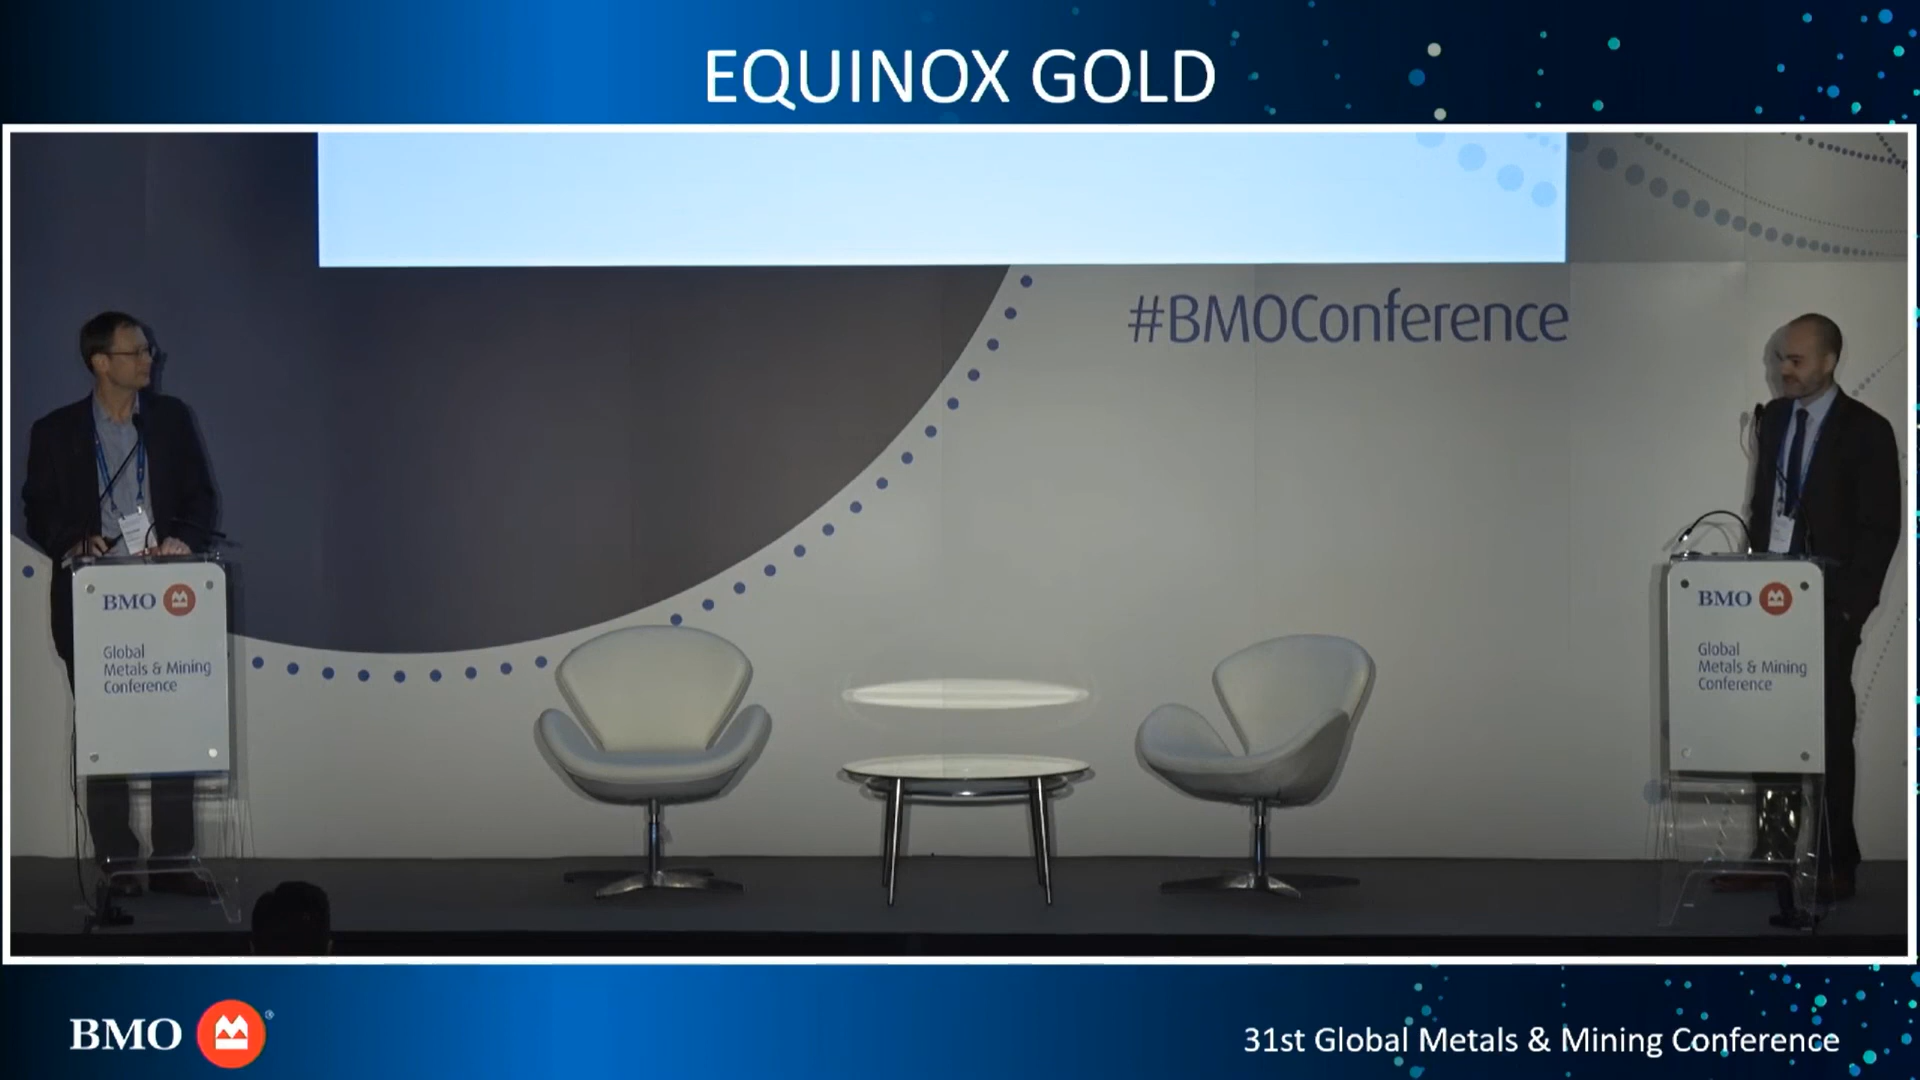 EQUINOX GOLD
#BMOConference
BMO
Global
Metals & Mining
Conference
BMO
Global
Metals & Mining
Conference
BMO
31st Global Metals & Mining Conference